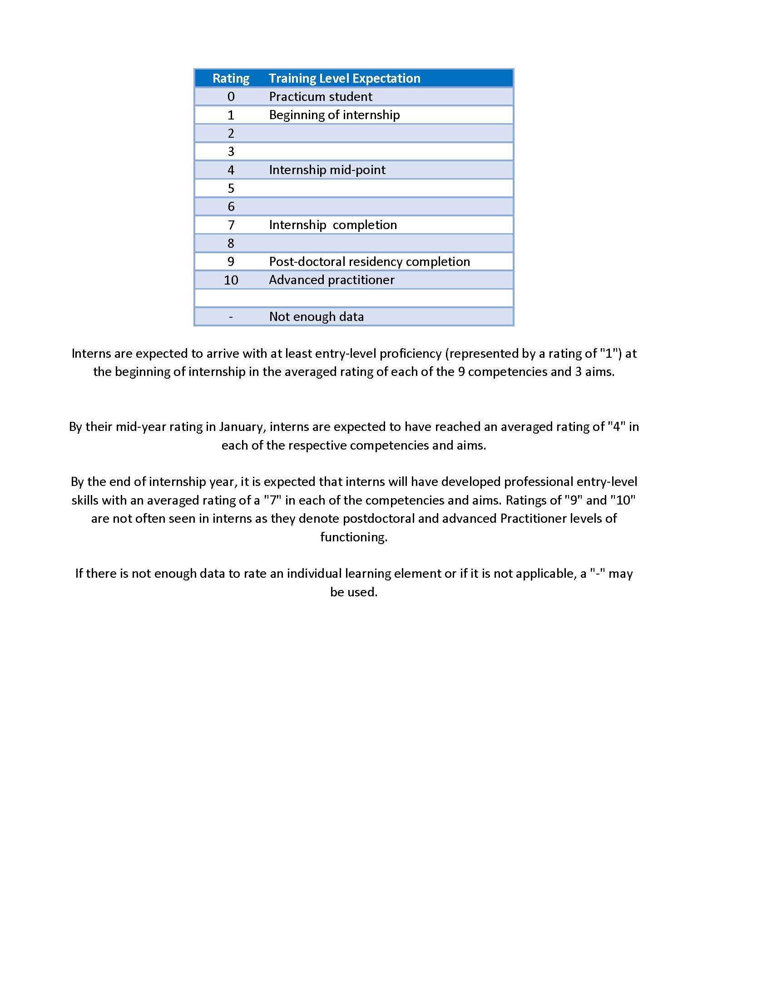 Rating Training Level Expectation
0 Practicum student
1 Beginning of internship
2
3
4 Internship mid-point
5
6
7 Internship  completion
8
9 Post-doctoral residency completion
10 Advanced practitioner
- Not enough data
Interns are expected to arrive with at least entry-level proficiency (represented by a rating of "1") at
the beginning of internship in the averaged rating of each of the 9 competencies and 3 aims.
By their mid-year rating in January, interns are expected to have reached an averaged rating of "4" in
each of the respective competencies and aims.
By the end of internship year, it is expected that interns will have developed professional entry-level
skills with an averaged rating of a "7" in each of the competencies and aims. Ratings of "9" and "10"
are not often seen in interns as they denote postdoctoral and advanced Practitioner levels of
functioning.
If there is not enough data to rate an individual learning element or if it is not applicable, a "-" may
be used.